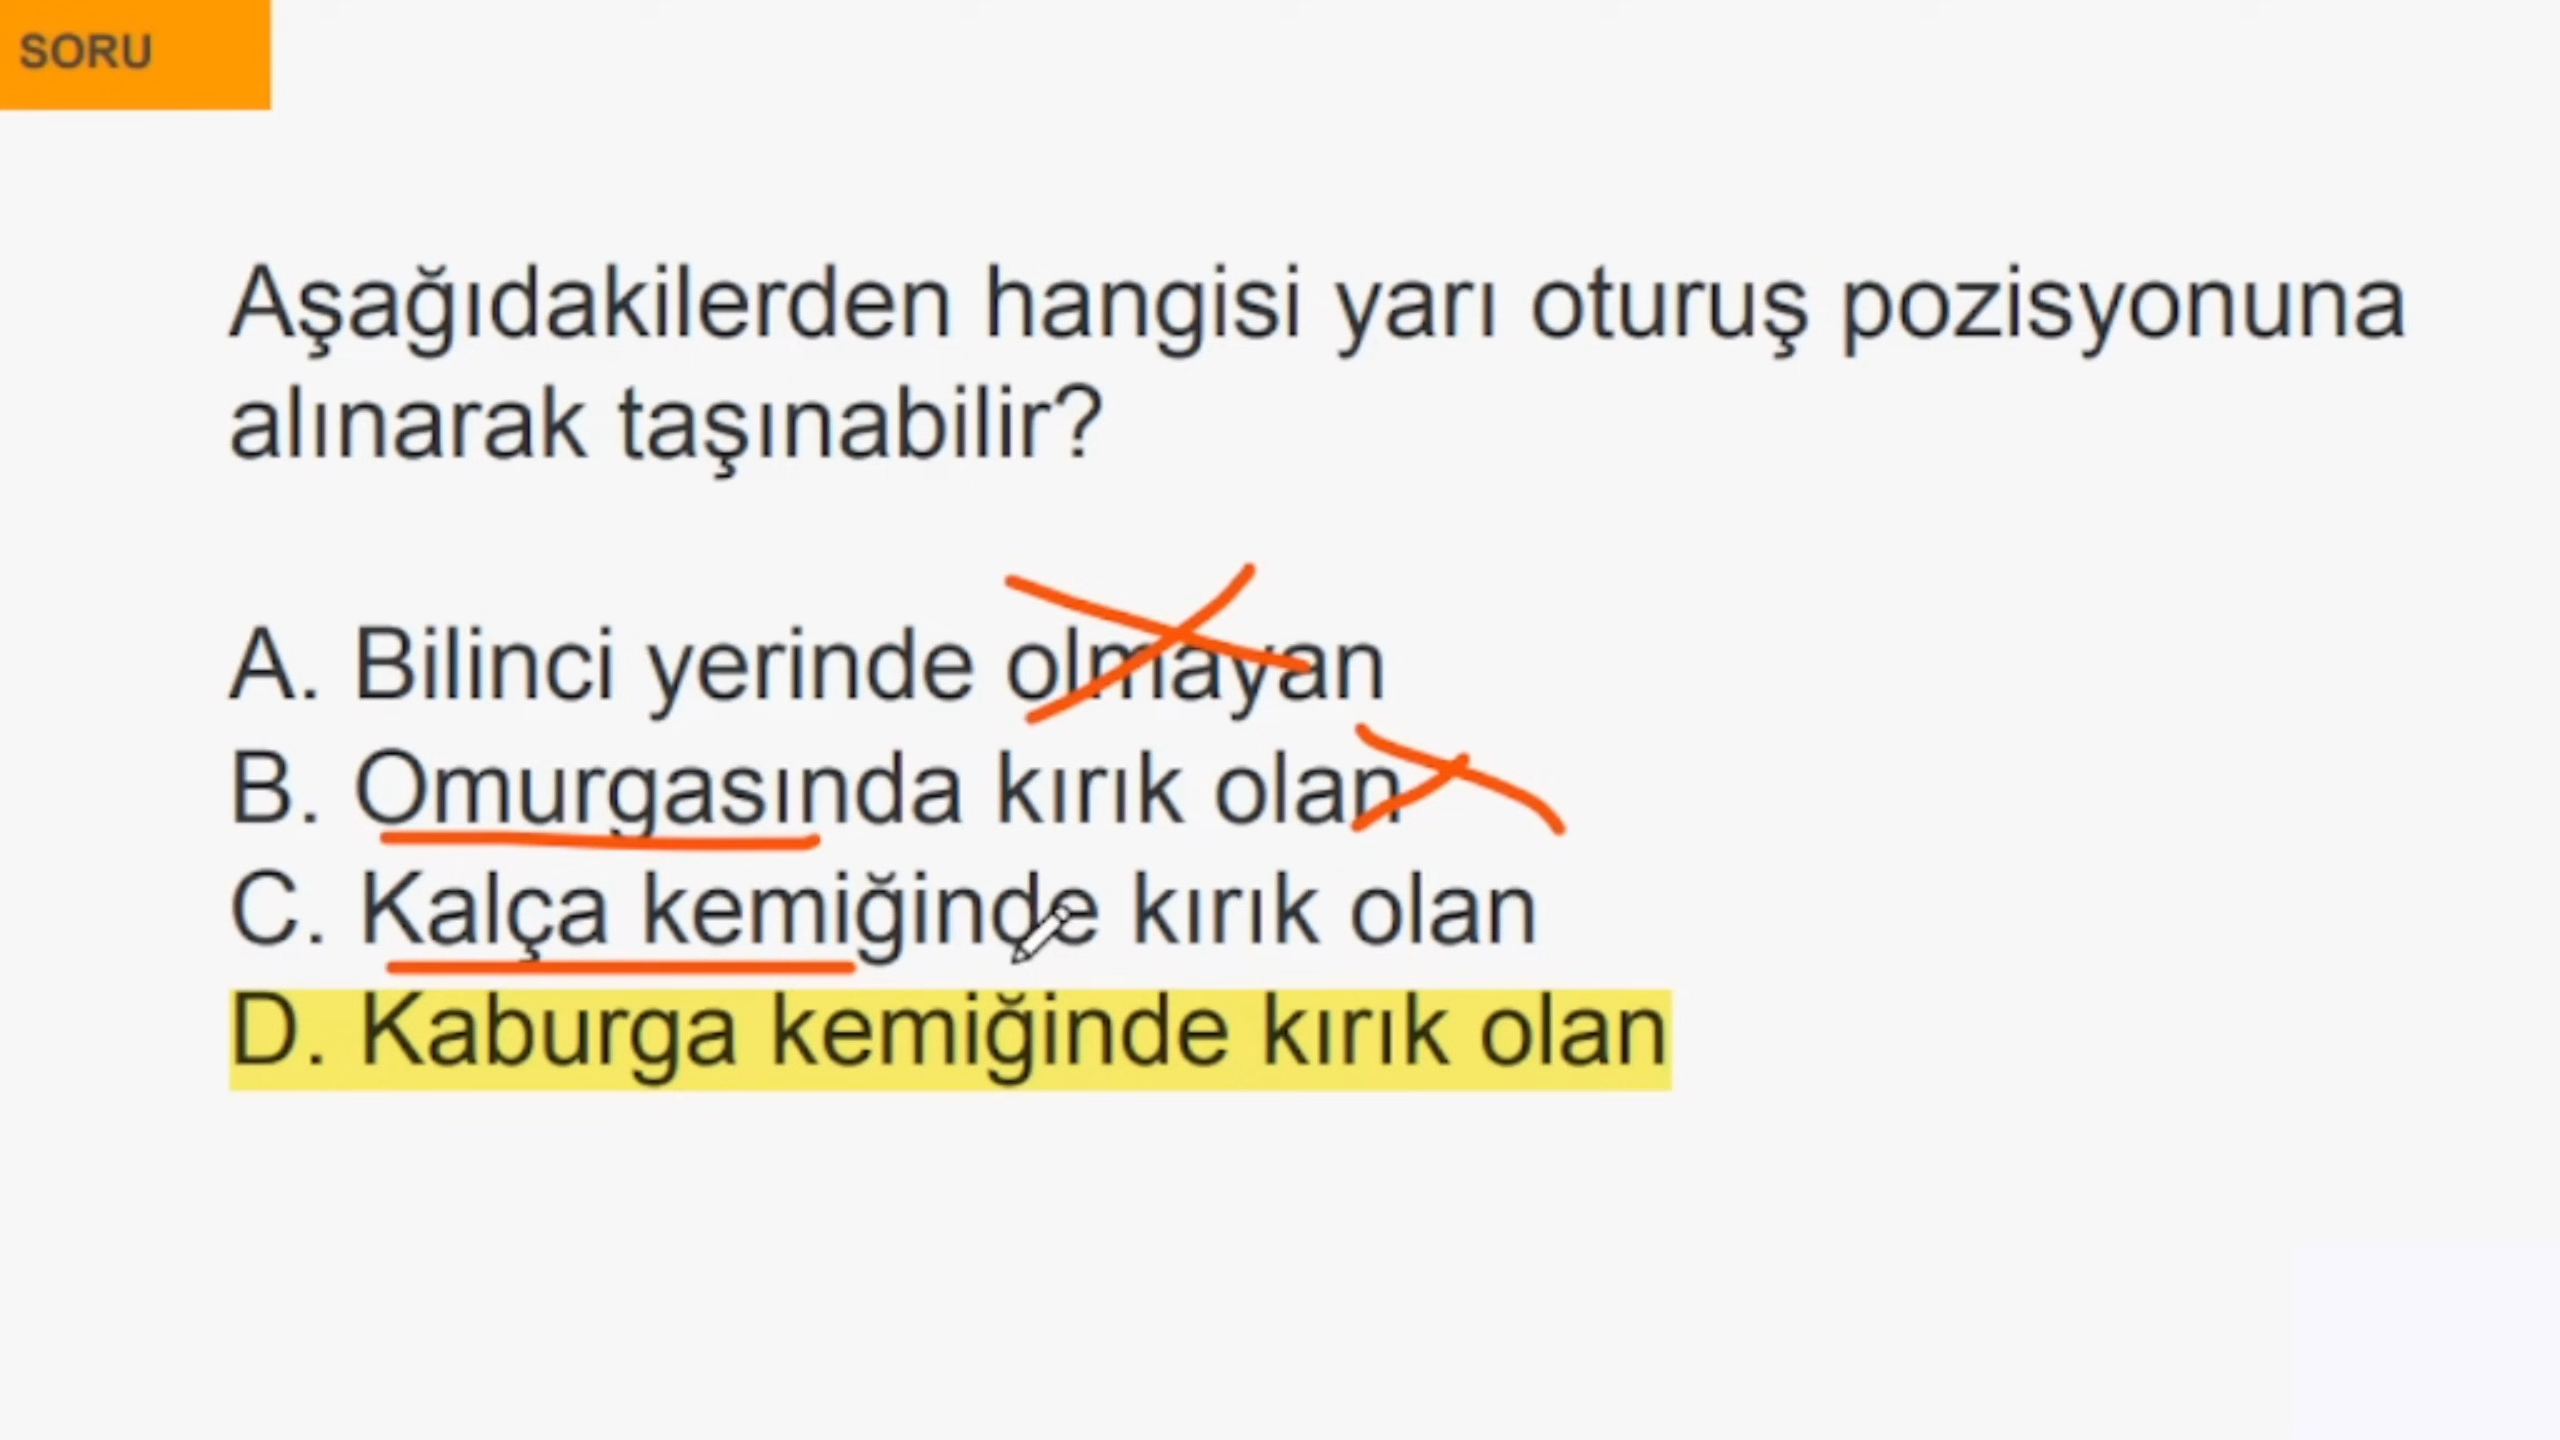 SORU
Aşağıdakilerden hangisi yarı oturuş pozisyonuna
alınarak taşınabilir?
A. Bilinci yerinde olmayan
B. Omurgasında kırık olan
C. Kalça kemiğinde kırık olan
D. Kaburga kemiğinde kırık olan